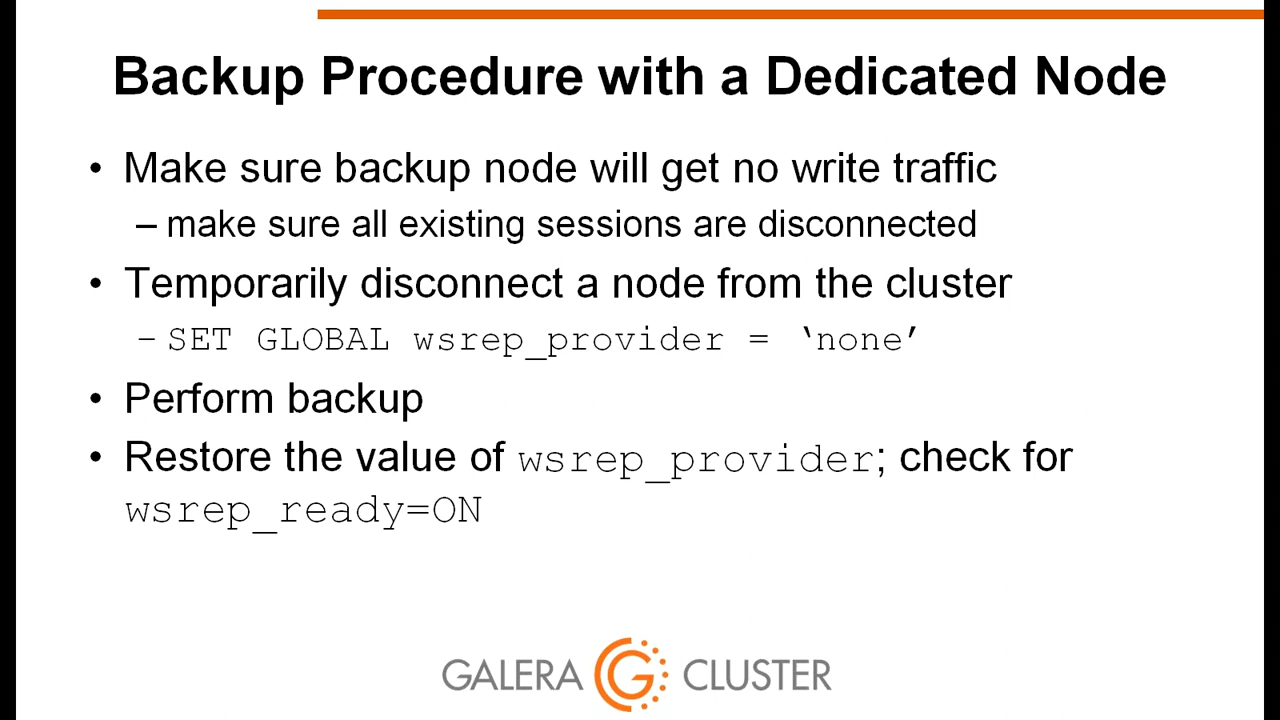 Backup Procedure with a Dedicated Node
• Make sure backup node will get no write traffic
– make sure all existing sessions are disconnected
• Temporarily disconnect a node from the cluster
– SET GLOBAL wsrep_provider = ‘none’
• Perform backup
• Restore the value of wsrep_provider; check for
wsrep_ready=ON
GALERA CLUSTER